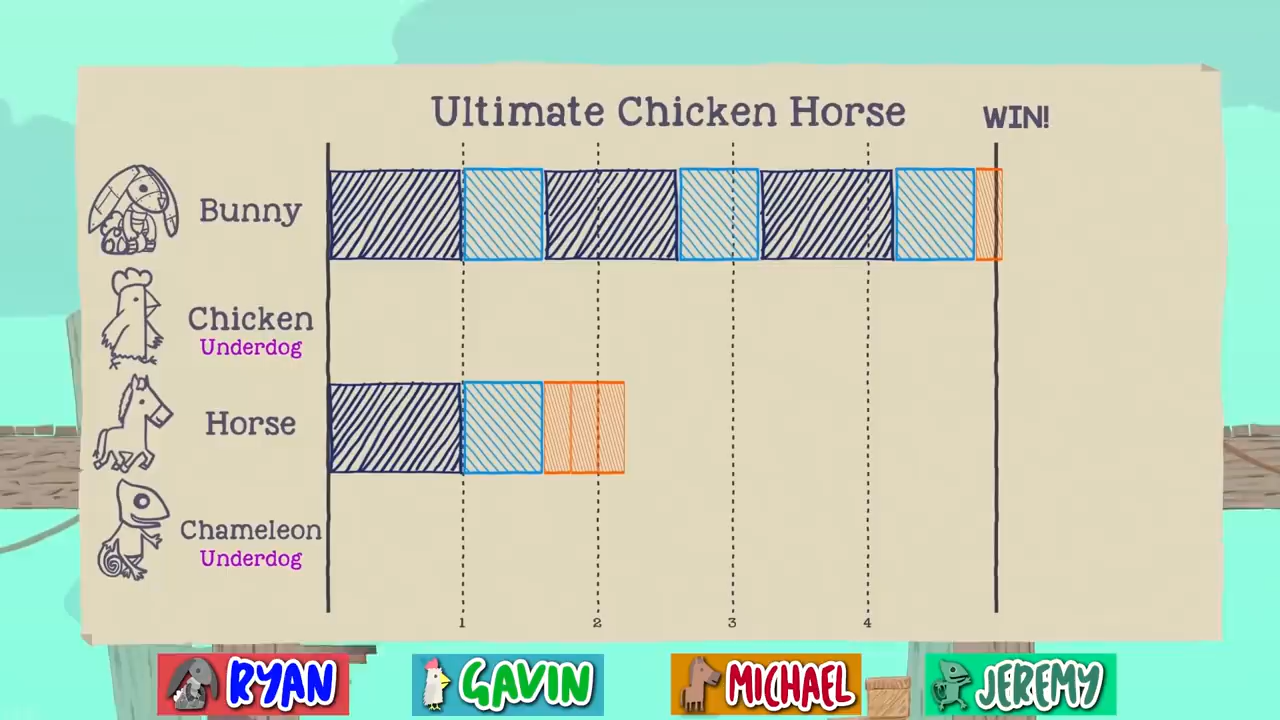 Ultimate Chicken Horse
WIN!
Bunny
Chicken
Underdog
Horse
Chameleon
Underdog
1 2 3 4
RYAN GAVIN MICHAEL JEREMY